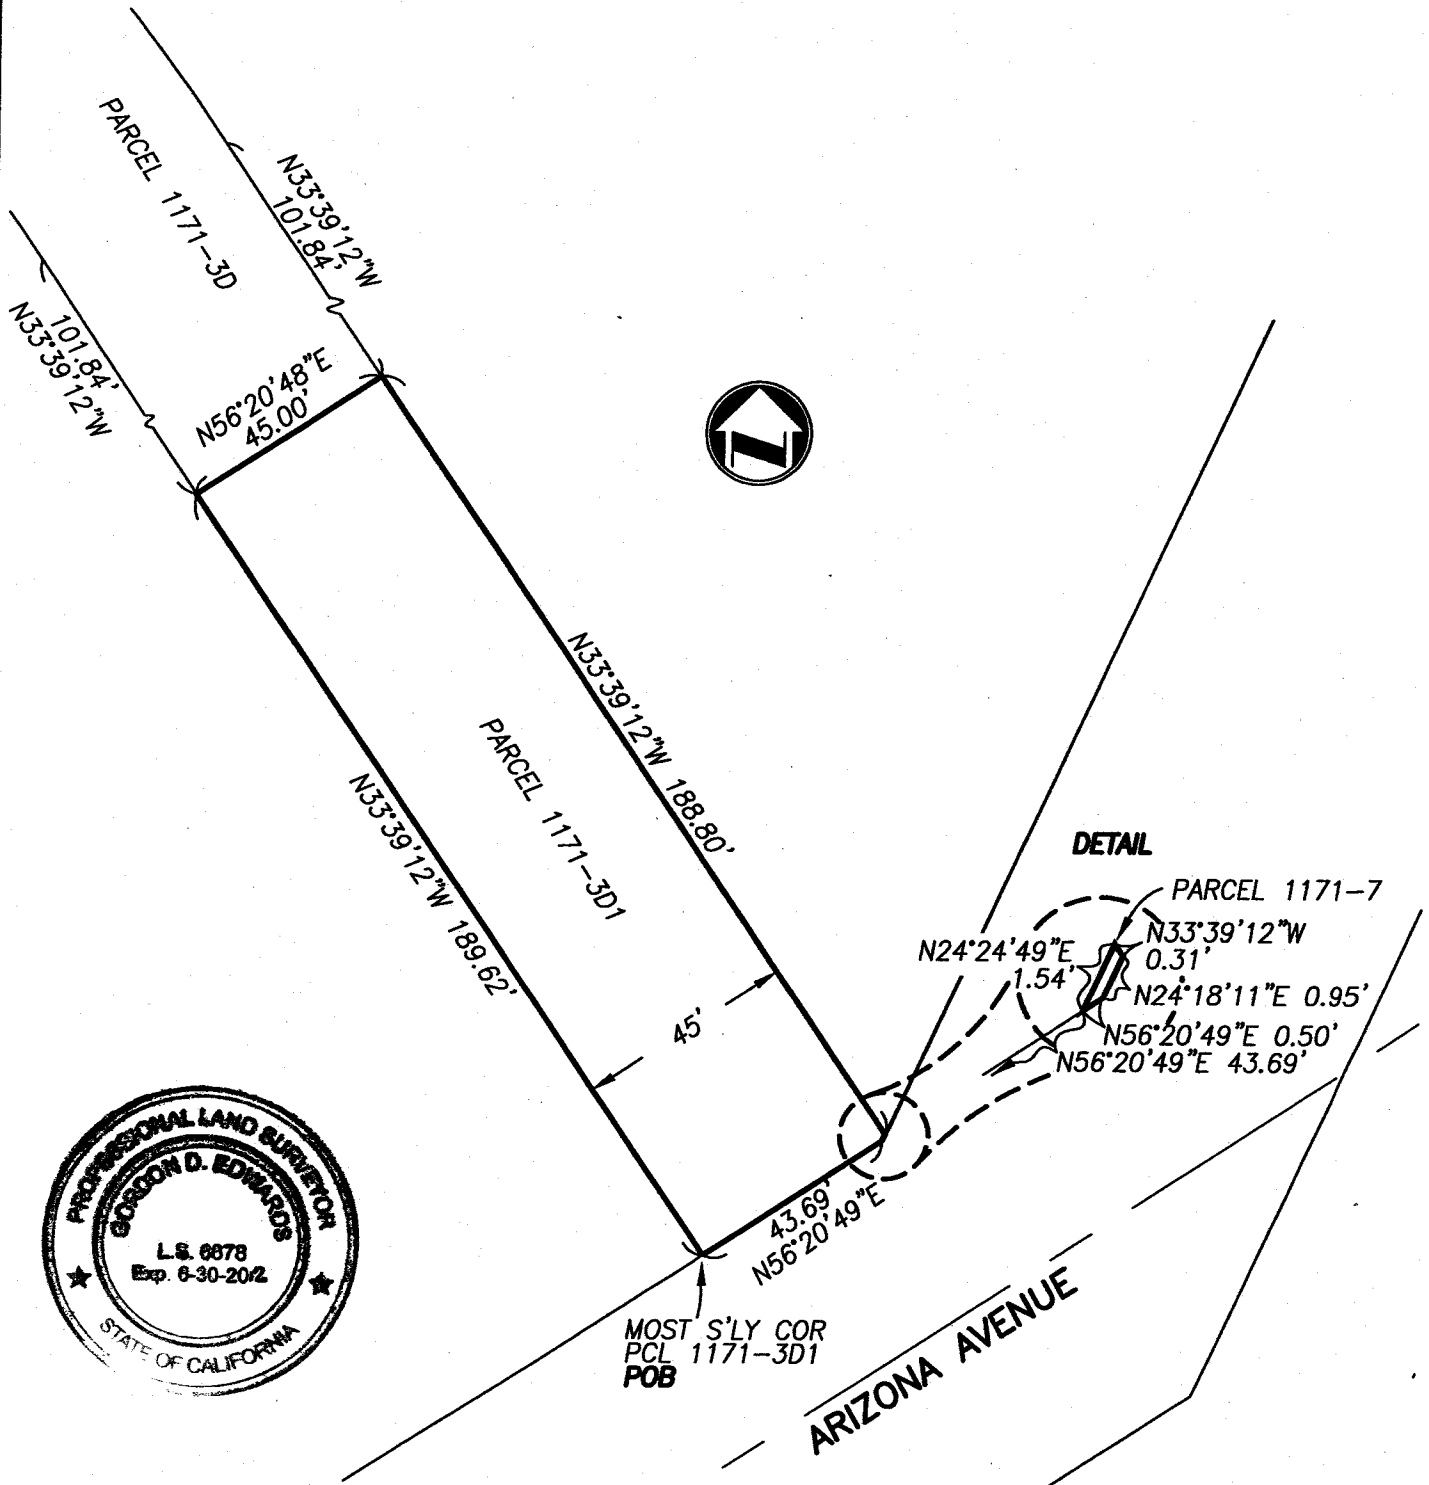 PARCEL 1171-3D
N33°39'12"W
101.84'
101.84'
N33°39'12"W
N56°20'48"E
45.00'
N33°39'12"W 188.80'
PARCEL 1171-3D1
N33°39'12"W 189.62'
45'
DETAIL
PARCEL 1171-7
N24°24'49"E
1.54'
N33°39'12"W
0.31'
N24°18'11"E 0.95'
N56°20'49"E 0.50'
N56°20'49"E 43.69'
43.69'
N56°20'49"E
MOST S'LY COR
PCL 1171-3D1
POB
ARIZONA AVENUE
PROFESSIONAL LAND SURVEYOR
GORDON D. EDWARDS
L.S. 6678
Exp. 6-30-2012
STATE OF CALIFORNIA
N